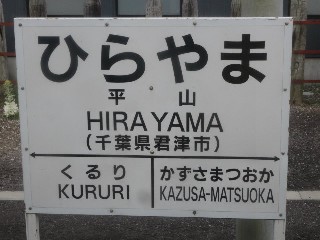 ひらやま
平山
HIRAYAMA
(千葉県君津市)
くるり
KURURI
かずさまつおか
KAZUSA-MATSUOKA